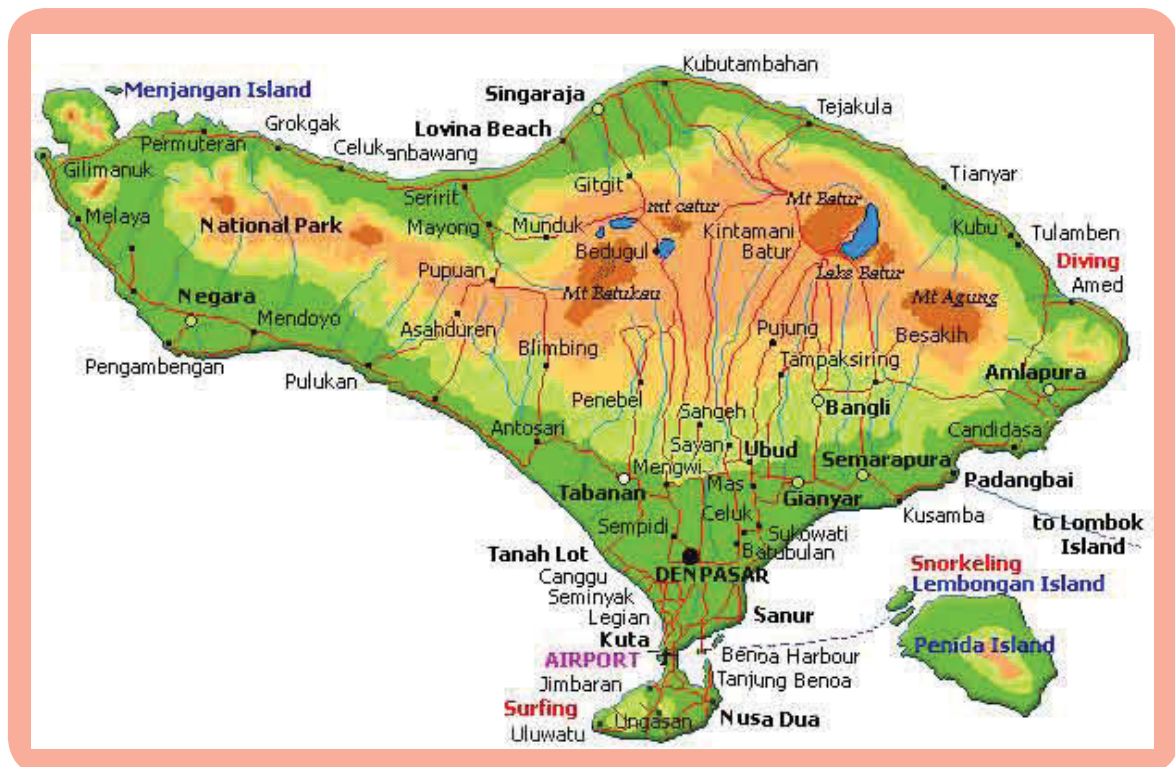 Kubutambahan
Menjangan Island
Singaraja
Tejakula
Grokgak
Lovina Beach
Permuteran
Celuk
anbawang
Gilimanuk
Tianyar
Gitgit
Seririt
Mt Batur
National Park
mt catur
Melaya
Mayong
Munduk
Kintamani
Kubu
Tulamben
Bedugul
Batur
Diving
Pupuan
Lake Batur
Amed
Negara
Mt Batukau
Mt Agung
Mendoyo
Asahduren
Pujung
Besakih
Blimbing
Pengambengan
Tampaksiring
Pulukan
Amlapura
Penebel
Sangeh
Bangli
Antosari
Candidasa
Sayan
Ubud
Mengwi
Semarapura
Tabanan
Mas
Gianyar
Padangbai
Celuk
Kusamba
to Lombok
Island
Sempidi
Sukowati
Tanah Lot
Batubulan
DENPASAR
Snorkeling
Canggu
Lembongan Island
Seminyak
Legian
Sanur
Kuta
Penida Island
AIRPORT
Benoa Harbour
Jimbaran
Tanjung Benoa
Surfing
Ungasan
Nusa Dua
Uluwatu